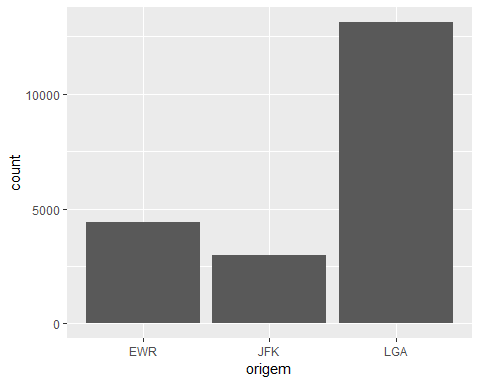 10000
5000
0
count
EWR JFK LGA
origem